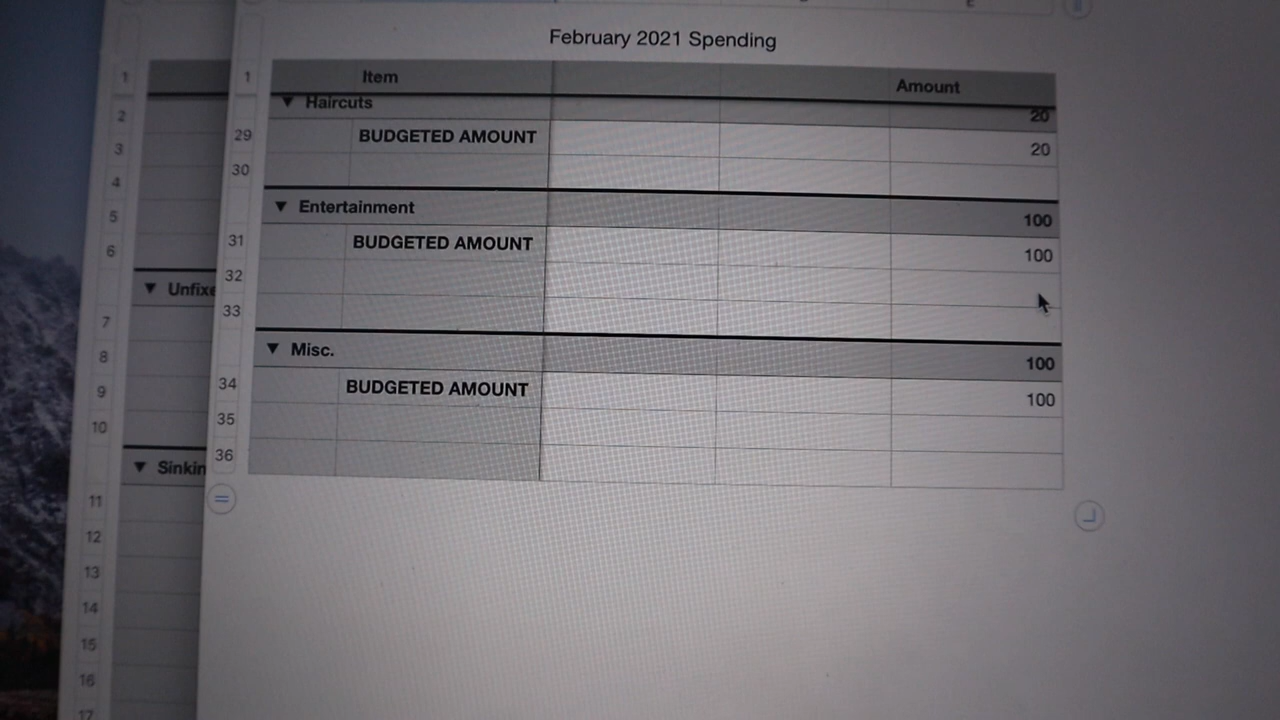 February 2021 Spending
1 1 Item Amount
2 ▼ Haircuts 20
3 29 BUDGETED AMOUNT 20
4 30
5 ▼ Entertainment 100
6 31 BUDGETED AMOUNT 100
32
▼ Unfixe
7 33
8 ▼ Misc. 100
9 34 BUDGETED AMOUNT 100
10 35
▼ Sinkin 36
11
12
13
14
15
16
17